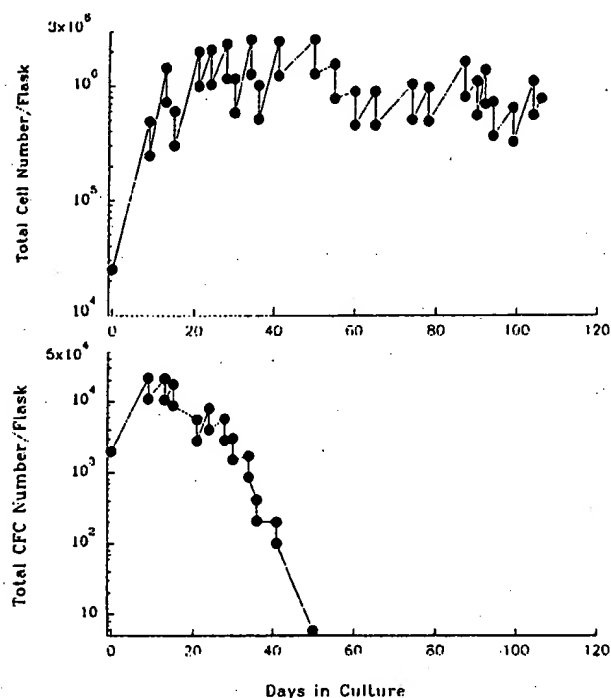 3x10⁶
10⁶
10⁵
10⁴
Total Cell Number/Flask
0 20 40 60 80 100 120
5x10⁴
10⁴
10³
10²
10
Total CFC Number/Flask
0 20 40 60 80 100 120
Days in Culture